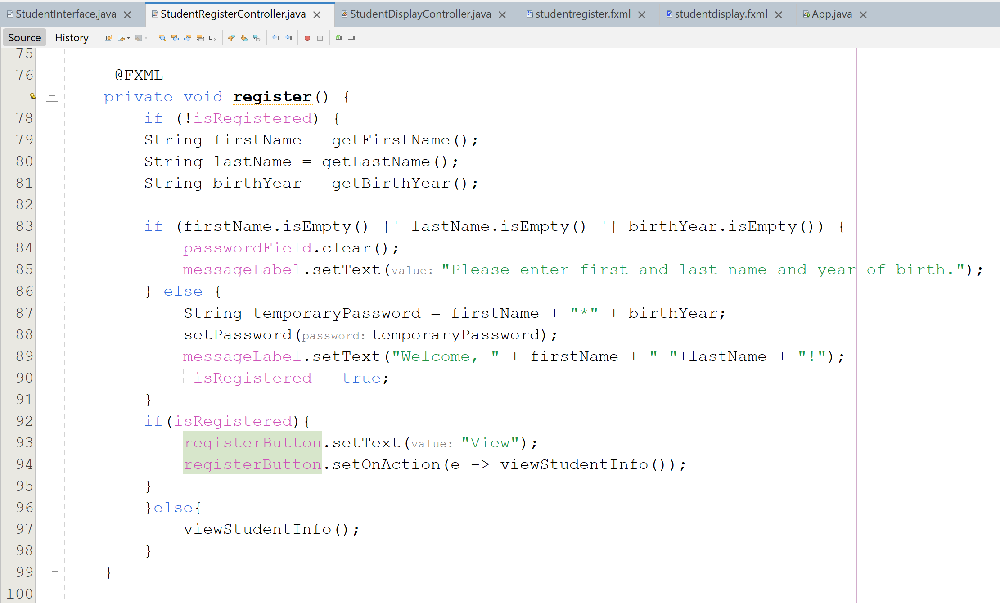 StudentInterface.java StudentRegisterController.java StudentDisplayController.java studentregister.fxml studentdisplay.fxml App.java
Source History
75
76 @FXML
private void register() {
78 if (!isRegistered) {
79 String firstName = getFirstName();
80 String lastName = getLastName();
81 String birthYear = getBirthYear();
82
83 if (firstName.isEmpty() || lastName.isEmpty() || birthYear.isEmpty()) {
84 passwordField.clear();
85 messageLabel.setText(value: "Please enter first and last name and year of birth.");
86 } else {
87 String temporaryPassword = firstName + "*" + birthYear;
88 setPassword(password: temporaryPassword);
89 messageLabel.setText("Welcome, " + firstName + " "+lastName + "!");
90 isRegistered = true;
91 }
92 if(isRegistered){
93 registerButton.setText(value: "View");
94 registerButton.setOnAction(e -> viewStudentInfo());
95 }
96 }else{
97 viewStudentInfo();
98 }
99 }
100